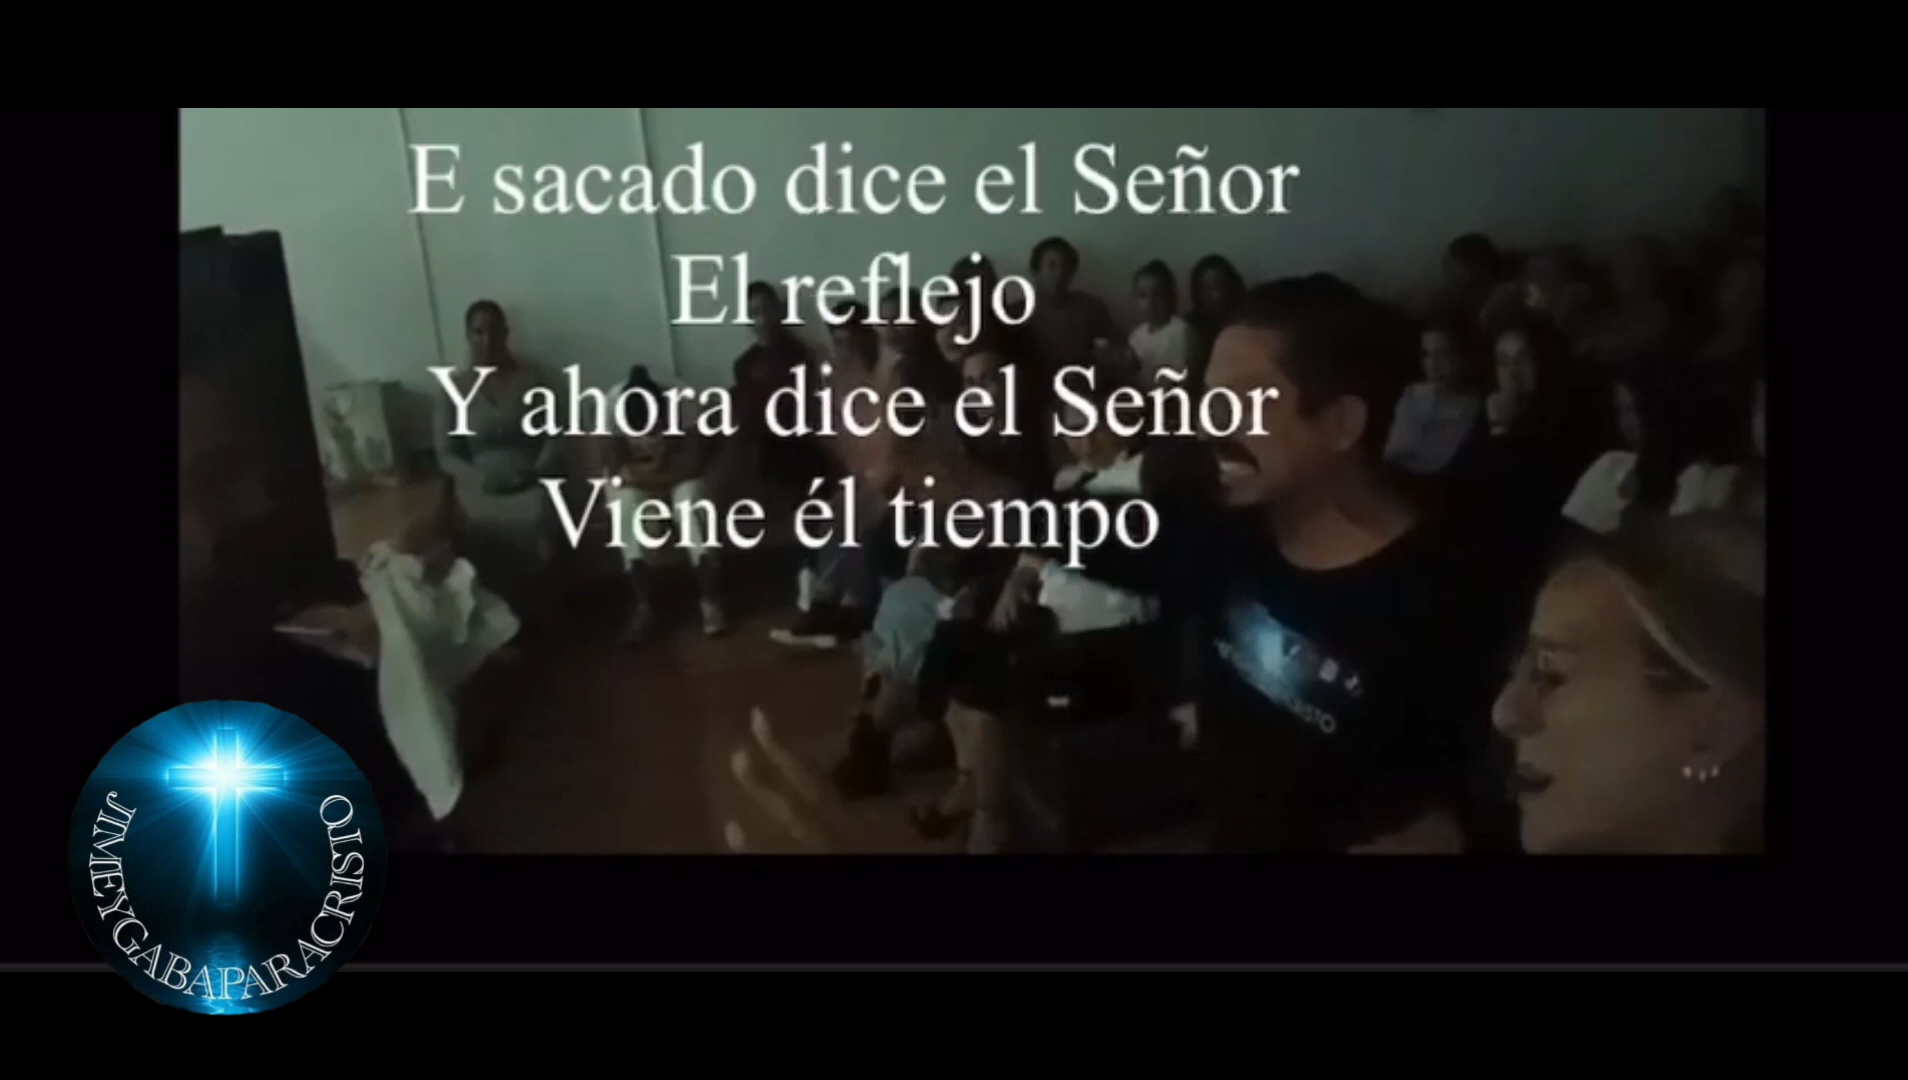 E sacado dice el Señor
El reflejo
Y ahora dice el Señor
Viene él tiempo
JIMEYGABAPARACRISTO